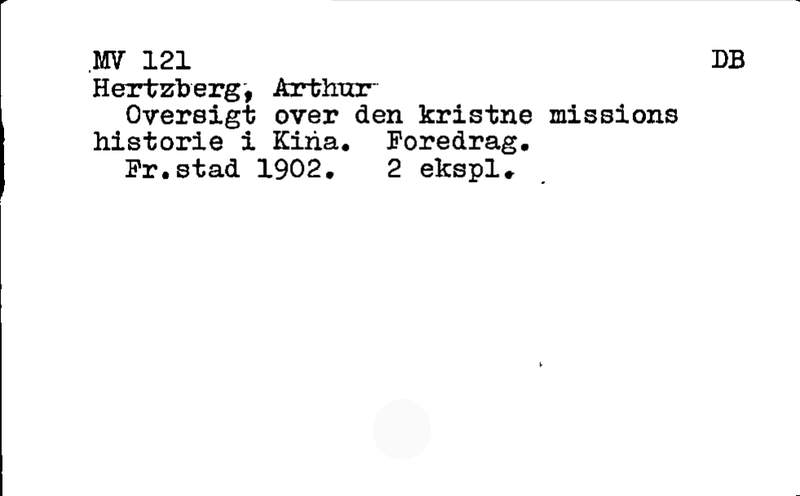 MV 121 DB
Hertzberg, Arthur
Oversigt over den kristne missions
historie i Kina. Foredrag.
Fr.stad 1902. 2 ekspl.